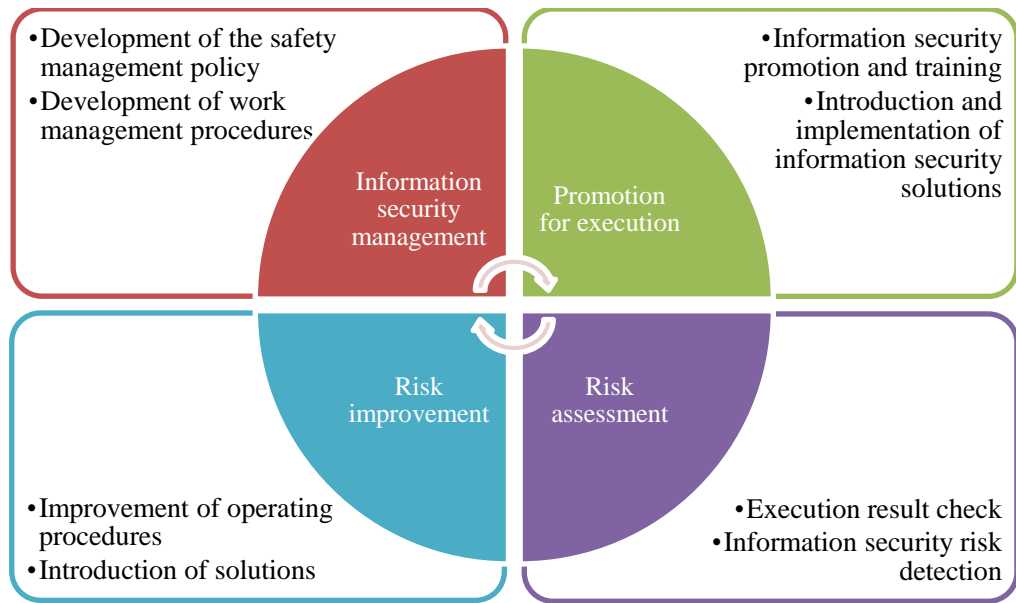 •Development of the safety
management policy
•Development of work
management procedures
•Information security
promotion and training
•Introduction and
implementation of
information security
solutions
Information
security
management
Promotion
for execution
Risk
improvement
Risk
assessment
•Improvement of operating
procedures
•Introduction of solutions
•Execution result check
•Information security risk
detection